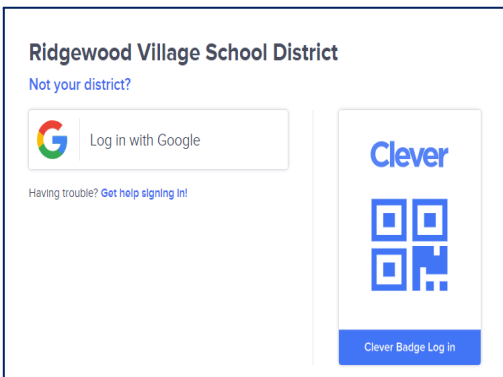 Ridgewood Village School District
Not your district?
Log in with Google
Having trouble? Get help signing in!
Clever
Clever Badge Log in